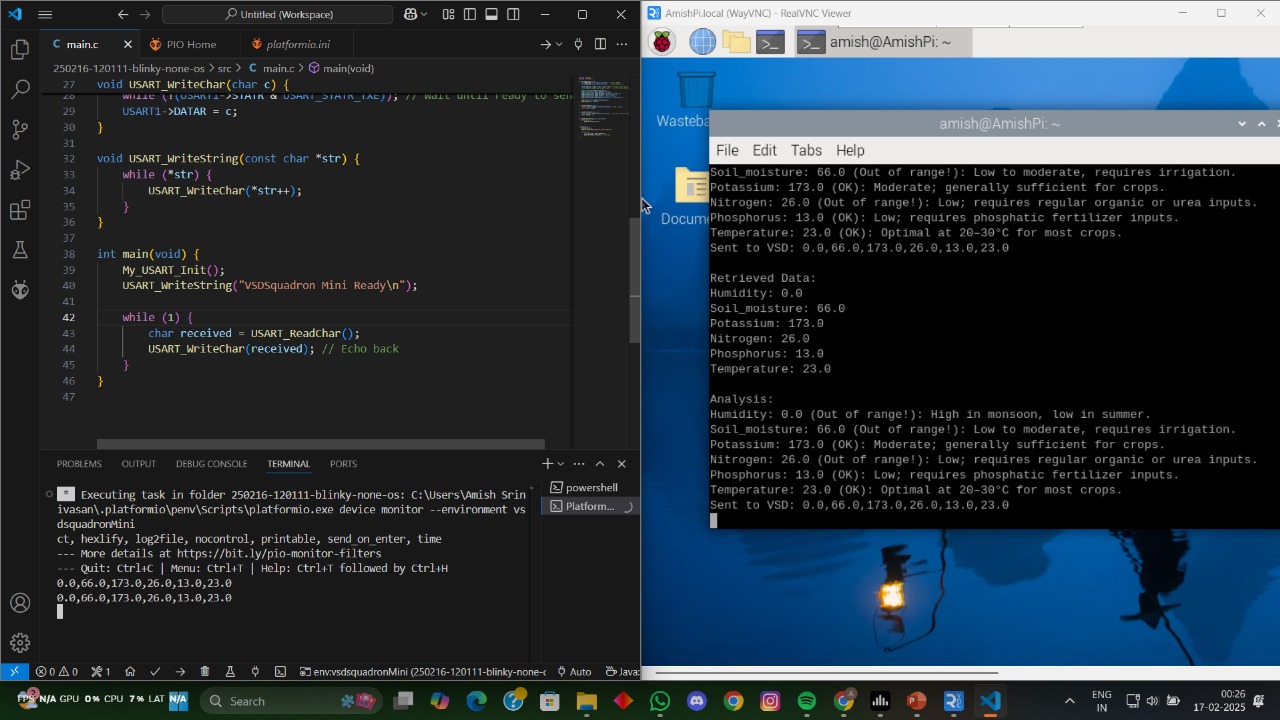 Untitled (Workspace)
main.c
PIO Home
platformio.ini
250216-120111-blinky-none-os > src > C main.c > main(void)
27 void USART_WriteChar(char c) {
29 USART1->DATAR = c;
30 }
31
32 void USART_WriteString(const char *str) {
33 while (*str) {
34 USART_WriteChar(*str++);
35 }
36 }
37
38 int main(void) {
39 My_USART_Init();
40 USART_WriteString("VSDSquadron Mini Ready\n");
41
42 while (1) {
43 char received = USART_ReadChar();
44 USART_WriteChar(received); // Echo back
45 }
46 }
47
PROBLEMS OUTPUT DEBUG CONSOLE TERMINAL PORTS
powershell
Platform...
* Executing task in folder 250216-120111-blinky-none-os: C:\Users\Amish Srin
ivasan\.platformio\penv\Scripts\platformio.exe device monitor --environment vs
dsquadronMini
ct, hexlify, log2file, nocontrol, printable, send_on_enter, time
--- More details at https://bit.ly/pio-monitor-filters
--- Quit: Ctrl+C | Menu: Ctrl+T | Help: Ctrl+T followed by Ctrl+H
0.0,66.0,173.0,26.0,13.0,23.0
0.0,66.0,173.0,26.0,13.0,23.0
0 0 1 env:vsdsquadronMini (250216-120111-blinky-none-o Auto Java:
AmishPi.local (WayVNC) - RealVNC Viewer
amish@AmishPi: ~
Wasteba
Docume
amish@AmishPi: ~
File Edit Tabs Help
Soil_moisture: 66.0 (Out of range!): Low to moderate, requires irrigation.
Potassium: 173.0 (OK): Moderate; generally sufficient for crops.
Nitrogen: 26.0 (Out of range!): Low; requires regular organic or urea inputs.
Phosphorus: 13.0 (OK): Low; requires phosphatic fertilizer inputs.
Temperature: 23.0 (OK): Optimal at 20–30°C for most crops.
Sent to VSD: 0.0,66.0,173.0,26.0,13.0,23.0
Retrieved Data:
Humidity: 0.0
Soil_moisture: 66.0
Potassium: 173.0
Nitrogen: 26.0
Phosphorus: 13.0
Temperature: 23.0
Analysis:
Humidity: 0.0 (Out of range!): High in monsoon, low in summer.
Soil_moisture: 66.0 (Out of range!): Low to moderate, requires irrigation.
Potassium: 173.0 (OK): Moderate; generally sufficient for crops.
Nitrogen: 26.0 (Out of range!): Low; requires regular organic or urea inputs.
Phosphorus: 13.0 (OK): Low; requires phosphatic fertilizer inputs.
Temperature: 23.0 (OK): Optimal at 20–30°C for most crops.
Sent to VSD: 0.0,66.0,173.0,26.0,13.0,23.0
N/A GPU 0% CPU 7% LAT N/A
Search
ENG
IN
00:26
17-02-2025